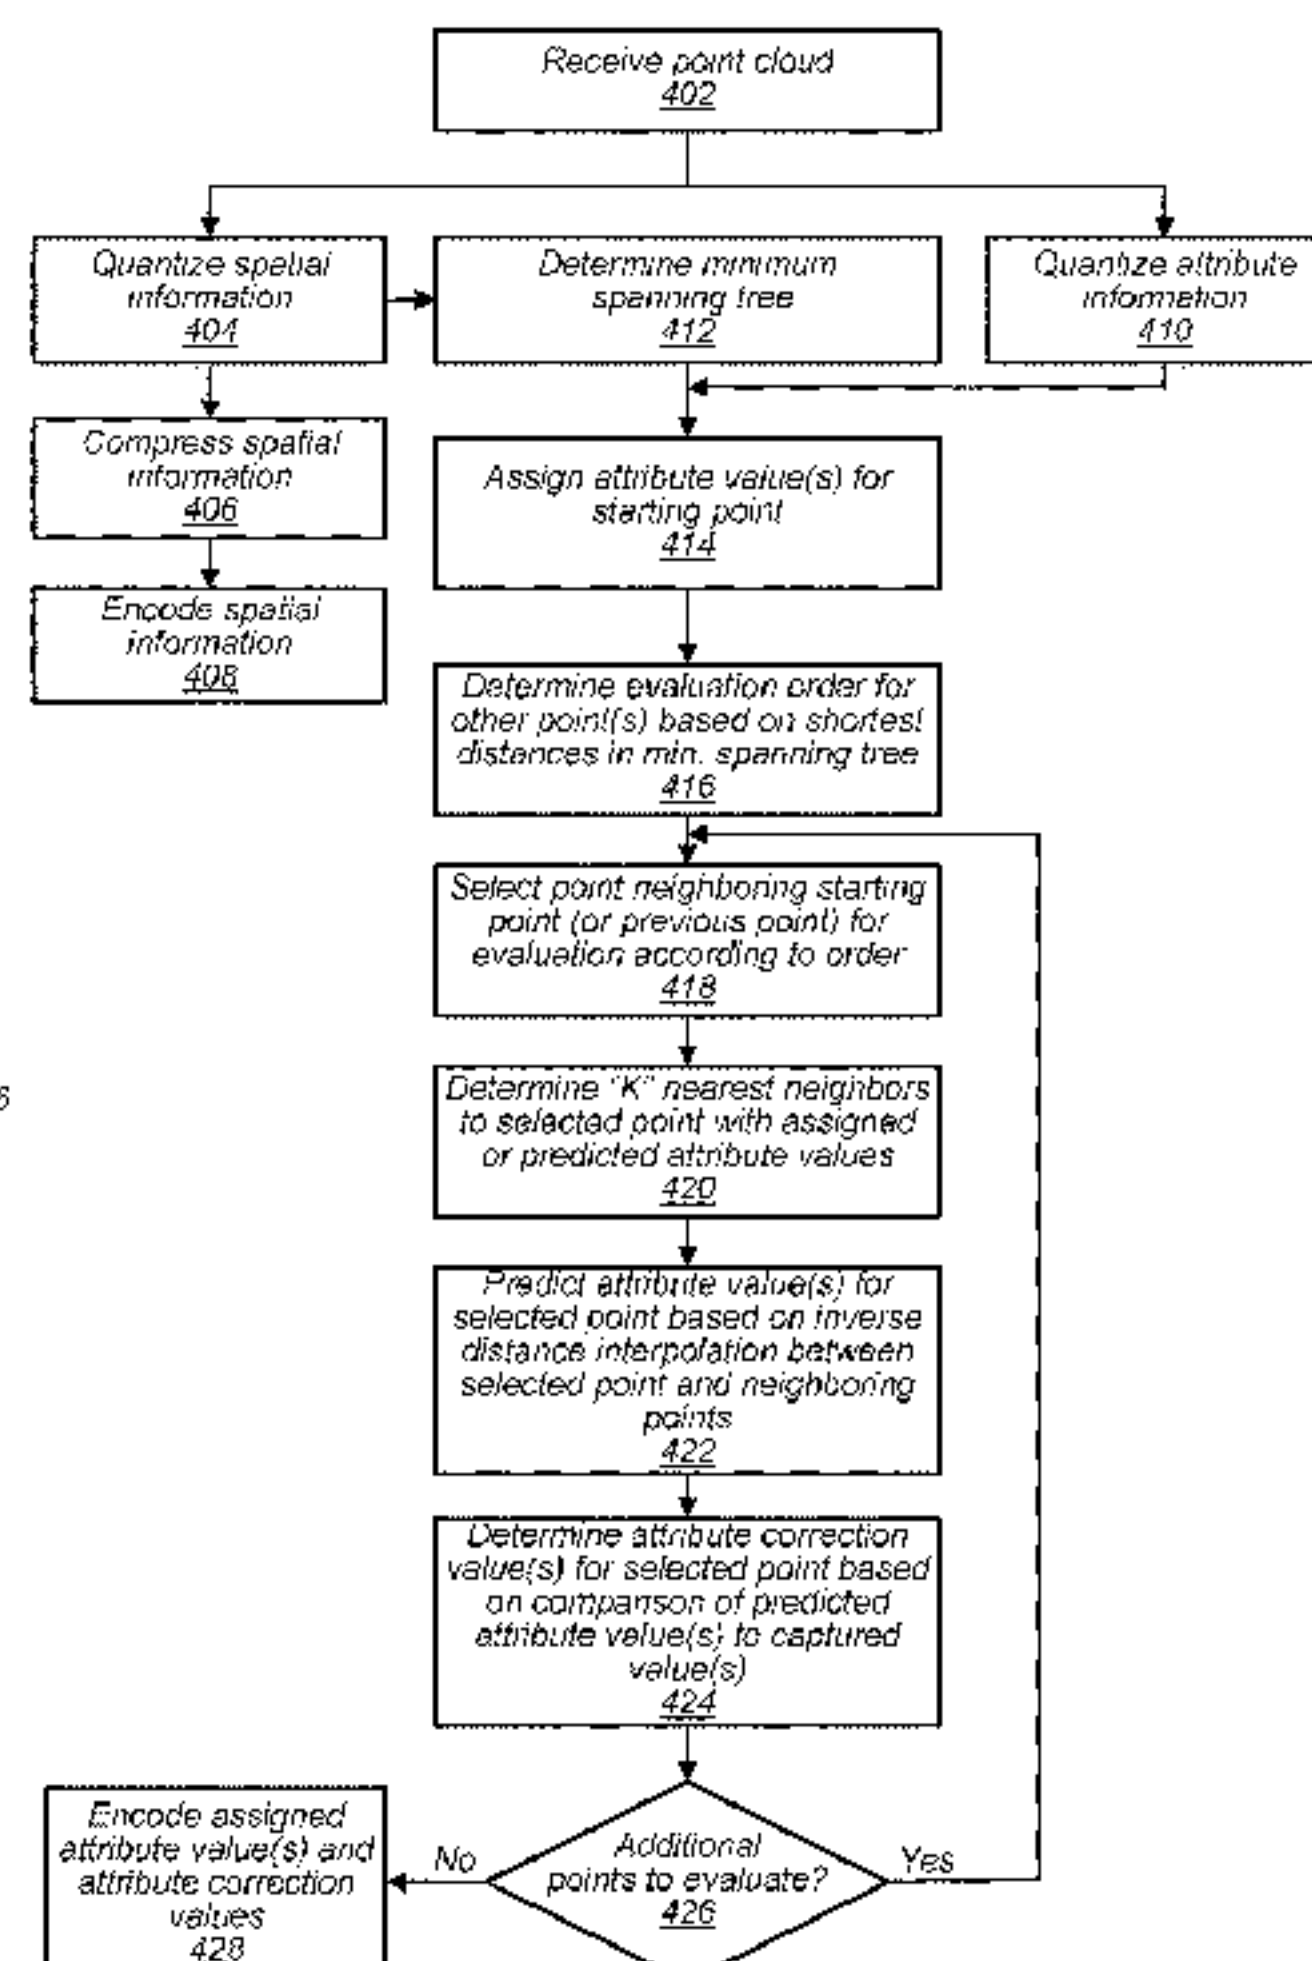 Receive point cloud
402
Quantize spatial
information
404
Determine minimum
spanning tree
412
Quantize attribute
information
410
Compress spatial
information
406
Assign attribute value(s) for
starting point
414
Encode spatial
information
408
Determine evaluation order for
other point(s) based on shortest
distances in min. spanning tree
416
Select point neighboring starting
point (or previous point) for
evaluation according to order
418
Determine "K" nearest neighbors
to selected point with assigned
or predicted attribute values
420
Predict attribute value(s) for
selected point based on inverse
distance interpolation between
selected point and neighboring
points
422
Determine attribute correction
value(s) for selected point based
on comparison of predicted
attribute value(s) to captured
value(s)
424
Additional
points to evaluate?
426
No
Yes
Encode assigned
attribute value(s) and
attribute correction
values
428